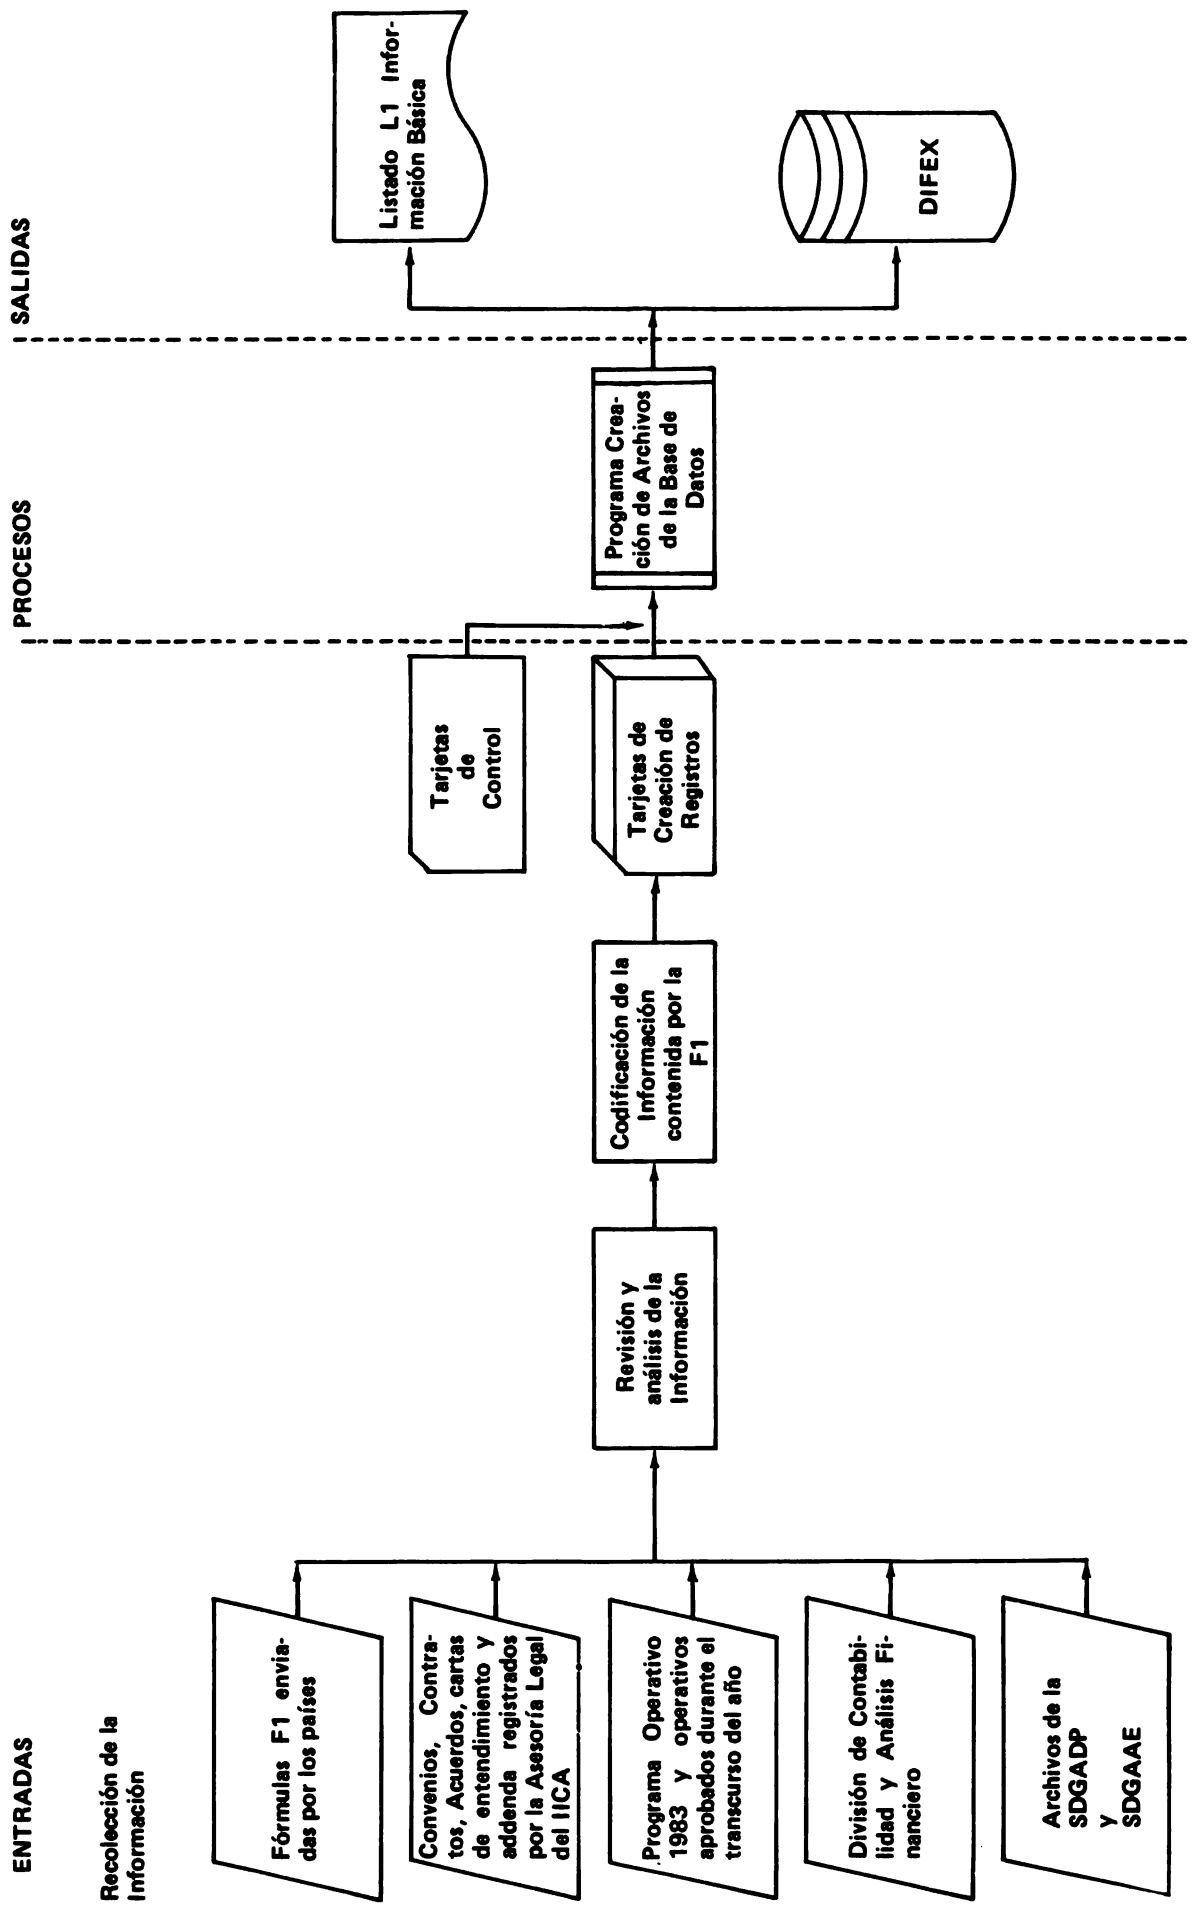 ENTRADAS
PROCESOS
SALIDAS
Recolección de la
Información
Fórmulas F1 envia-
das por los países
Convenios, Contra-
tos, Acuerdos, cartas
de entendimiento y
addenda registrados
por la Asesoría Legal
del IICA
Programa Operativo
1983 y operativos
aprobados durante el
transcurso del año
División de Contabi-
lidad y Análisis Fi-
nanciero
Archivos de la
SDGADP
y
SDGAAE
Revisión y
análisis de la
Información
Codificación de la
Información
contenida por la
F1
Tarjetas
de
Control
Tarjetas de
Creación de
Registros
Programa Crea-
ción de Archivos
de la Base de
Datos
Listado L1 Infor-
mación Básica
DIFEX